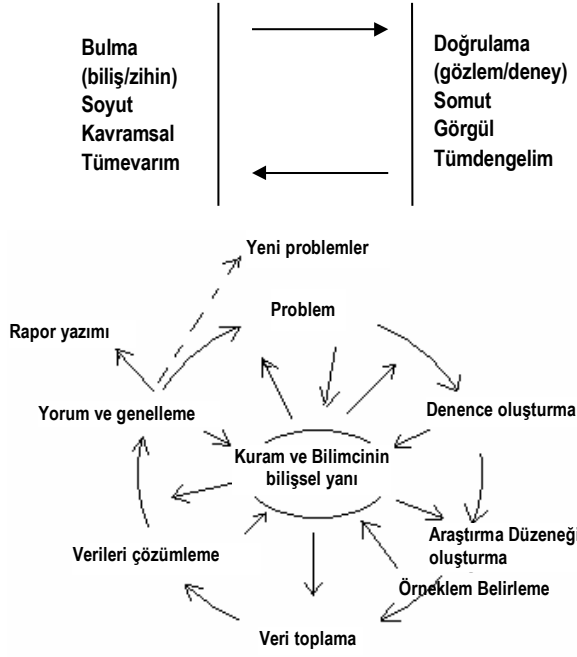 Bulma
(biliş/zihin)
Soyut
Kavramsal
Tümevarım
Doğrulama
(gözlem/deney)
Somut
Görgül
Tümdengelim
Yeni problemler
Problem
Rapor yazımı
Yorum ve genelleme
Denence oluşturma
Kuram ve Bilimcinin
bilişsel yanı
Araştırma Düzeneği
oluşturma
Verileri çözümleme
Örneklem Belirleme
Veri toplama